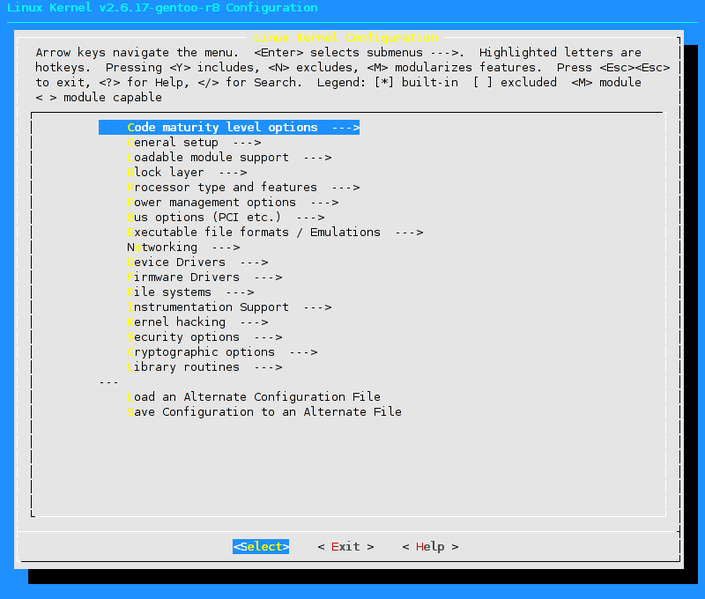 Linux Kernel v2.6.17-gentoo-r8 Configuration
Linux Kernel Configuration
Arrow keys navigate the menu.  <Enter> selects submenus --->.  Highlighted letters are
hotkeys.  Pressing <Y> includes, <N> excludes, <M> modularizes features.  Press <Esc><Esc>
to exit, <?> for Help, </> for Search.  Legend: [*] built-in  [ ] excluded  <M> module
< > module capable
Code maturity level options  --->
General setup  --->
Loadable module support  --->
Block layer  --->
Processor type and features  --->
Power management options  --->
Bus options (PCI etc.)  --->
Executable file formats / Emulations  --->
Networking  --->
Device Drivers  --->
Firmware Drivers  --->
File systems  --->
Instrumentation Support  --->
Kernel hacking  --->
Security options  --->
Cryptographic options  --->
Library routines  --->
---
Load an Alternate Configuration File
Save Configuration to an Alternate File
<Select>    < Exit >    < Help >